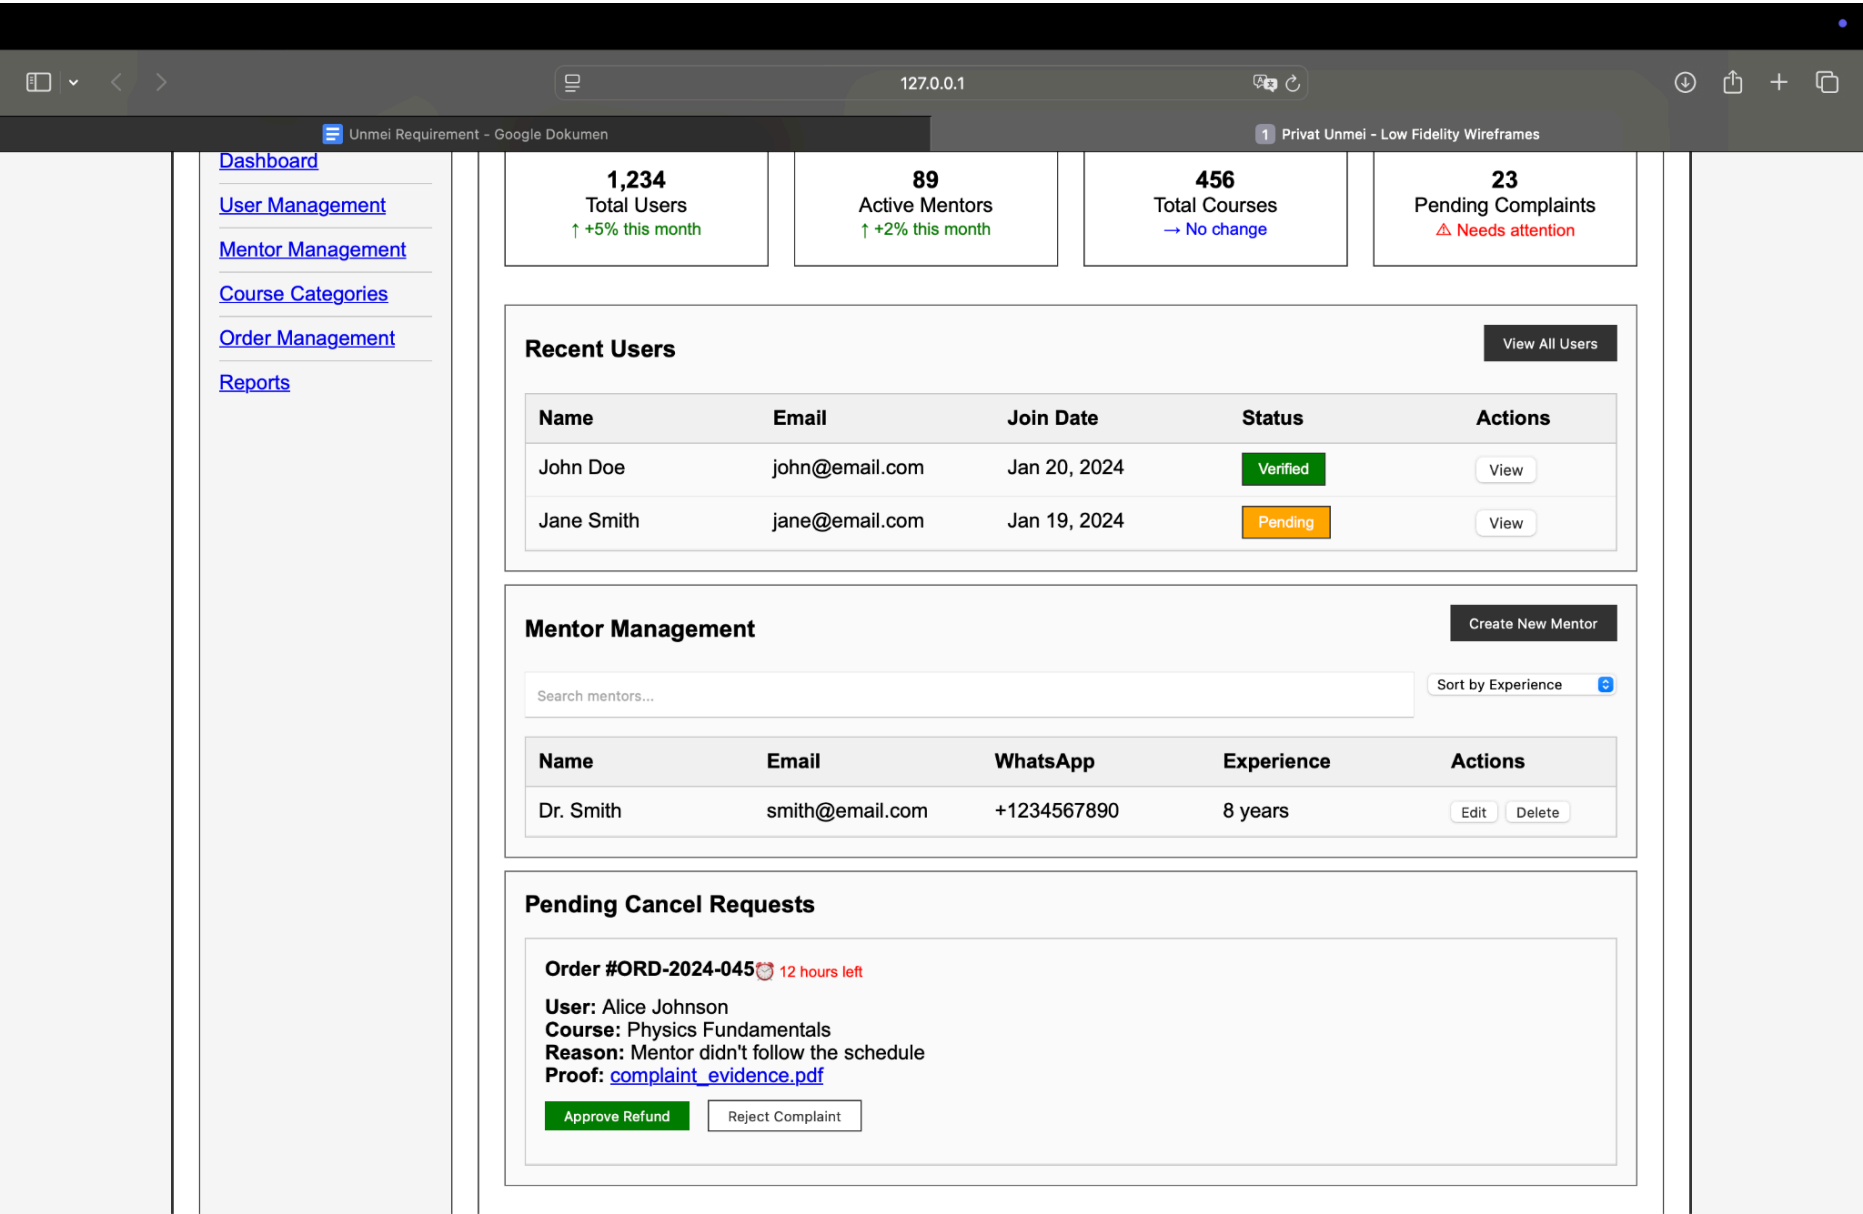 127.0.0.1
Unmei Requirement - Google Dokumen
1 Privat Unmei - Low Fidelity Wireframes
Dashboard
User Management
Mentor Management
Course Categories
Order Management
Reports
1,234
Total Users
↑ +5% this month
89
Active Mentors
↑ +2% this month
456
Total Courses
→ No change
23
Pending Complaints
⚠ Needs attention
Recent Users
View All Users
Name Email Join Date Status Actions
John Doe john@email.com Jan 20, 2024 Verified View
Jane Smith jane@email.com Jan 19, 2024 Pending View
Mentor Management
Create New Mentor
Search mentors...
Sort by Experience
Name Email WhatsApp Experience Actions
Dr. Smith smith@email.com +1234567890 8 years Edit Delete
Pending Cancel Requests
Order #ORD-2024-045⏰ 12 hours left
User: Alice Johnson
Course: Physics Fundamentals
Reason: Mentor didn't follow the schedule
Proof: complaint_evidence.pdf
Approve Refund Reject Complaint